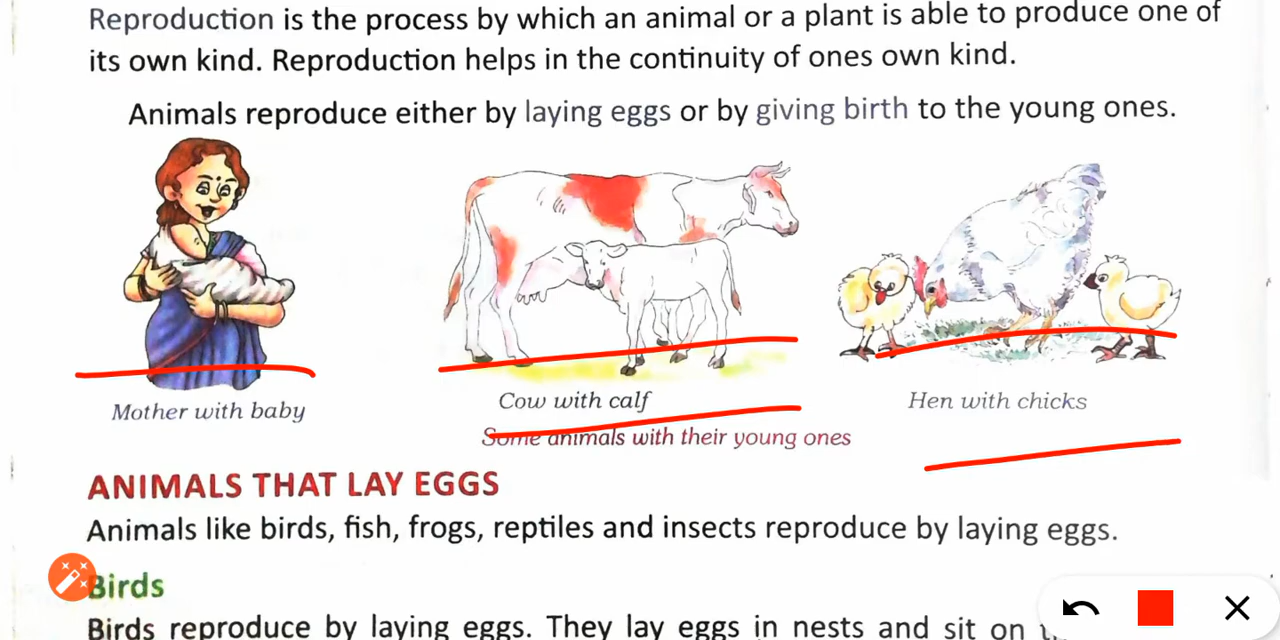 Reproduction is the process by which an animal or a plant is able to produce one of
its own kind. Reproduction helps in the continuity of ones own kind.
Animals reproduce either by laying eggs or by giving birth to the young ones.
Mother with baby
Cow with calf
Hen with chicks
Some animals with their young ones
ANIMALS THAT LAY EGGS
Animals like birds, fish, frogs, reptiles and insects reproduce by laying eggs.
Birds
Birds reproduce by laying eggs. They lay eggs in nests and sit on